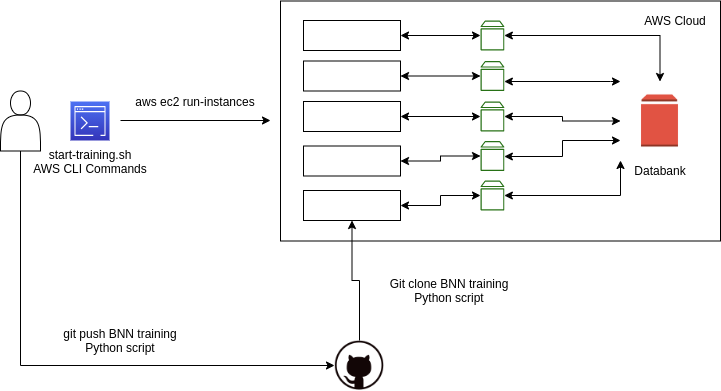 AWS Cloud
aws ec2 run-instances
start-training.sh
AWS CLI Commands
Databank
Git clone BNN training
Python script
git push BNN training
Python script